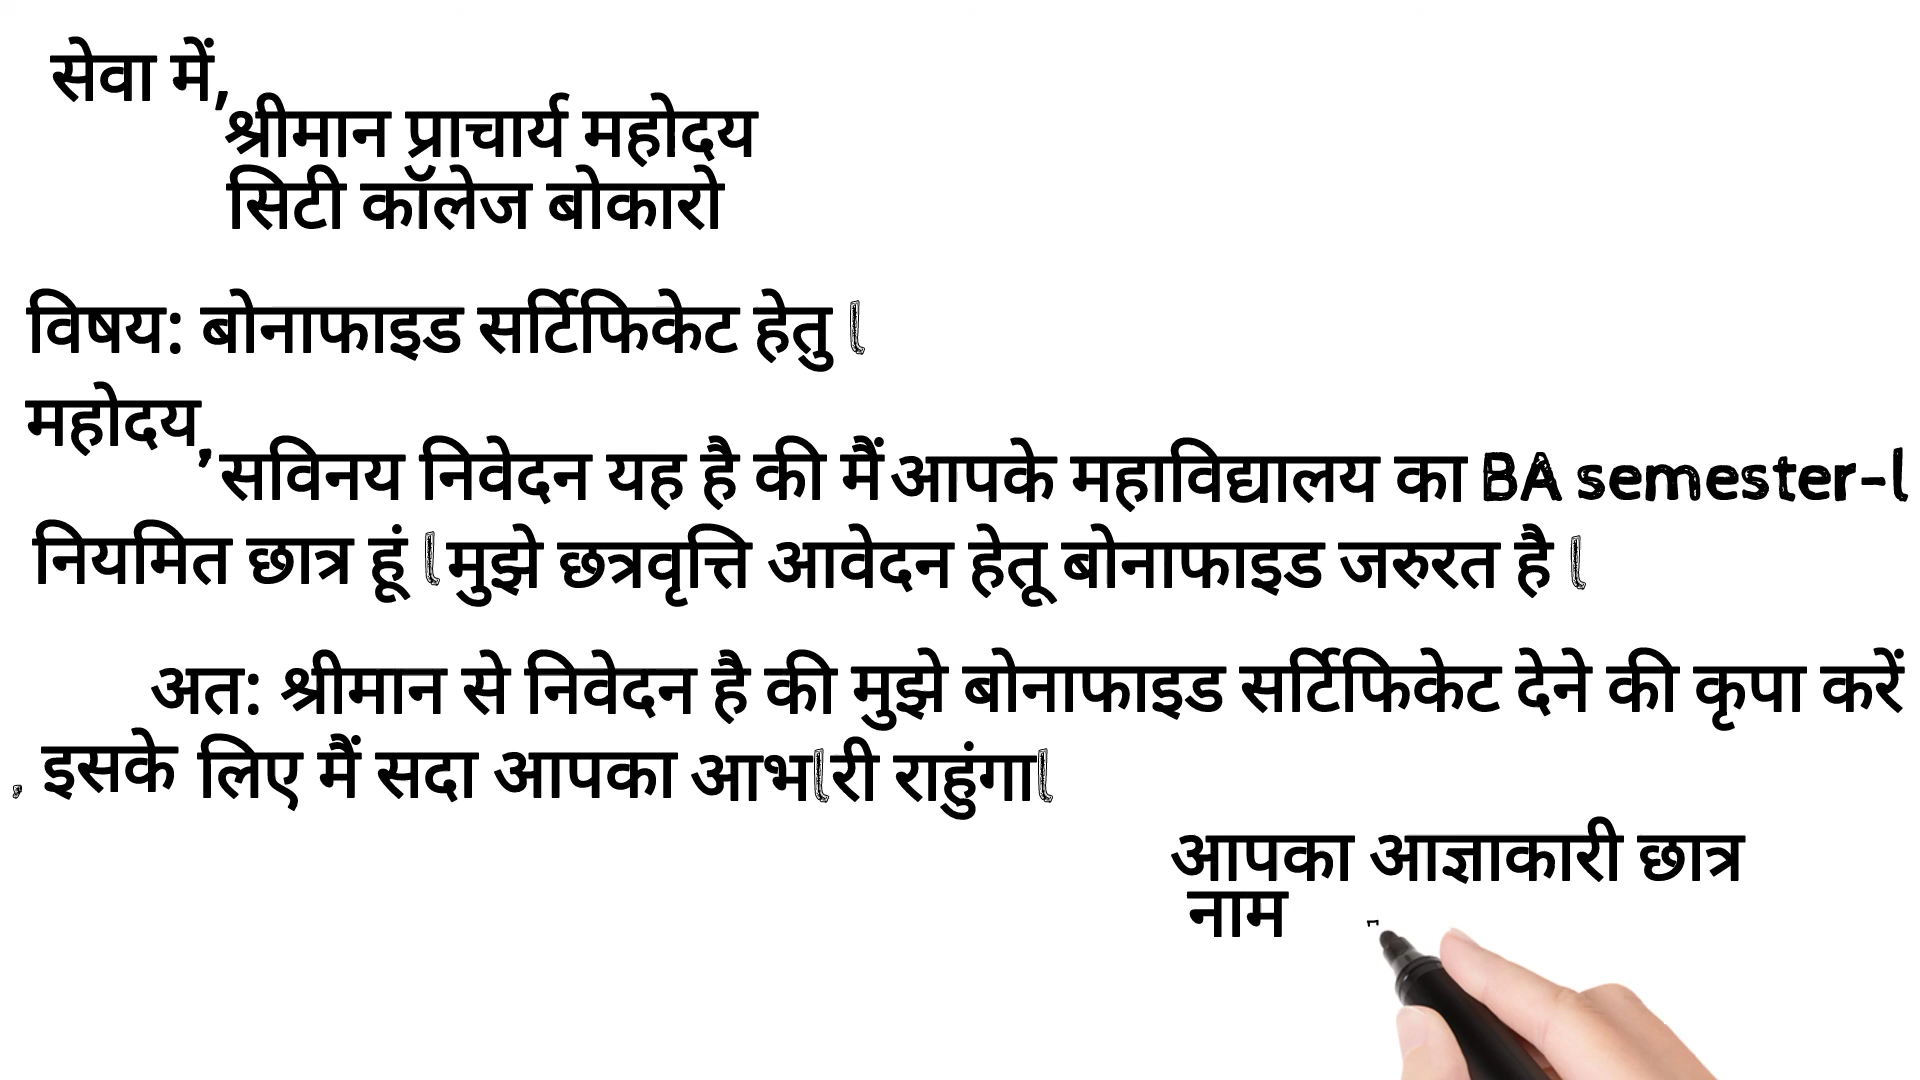 सेवा में,
श्रीमान प्राचार्य महोदय
सिटी कॉलेज बोकारो
विषय: बोनाफाइड सर्टिफिकेट हेतु l
महोदय,
सविनय निवेदन यह है की मैं आपके महाविद्यालय का BA semester-l
नियमित छात्र हूं l मुझे छत्रवृत्ति आवेदन हेतू बोनाफाइड जरुरत है l
अत: श्रीमान से निवेदन है की मुझे बोनाफाइड सर्टिफिकेट देने की कृपा करें
, इसके लिए मैं सदा आपका आभlरी राहुंगाl
आपका आज्ञाकारी छात्र
नाम